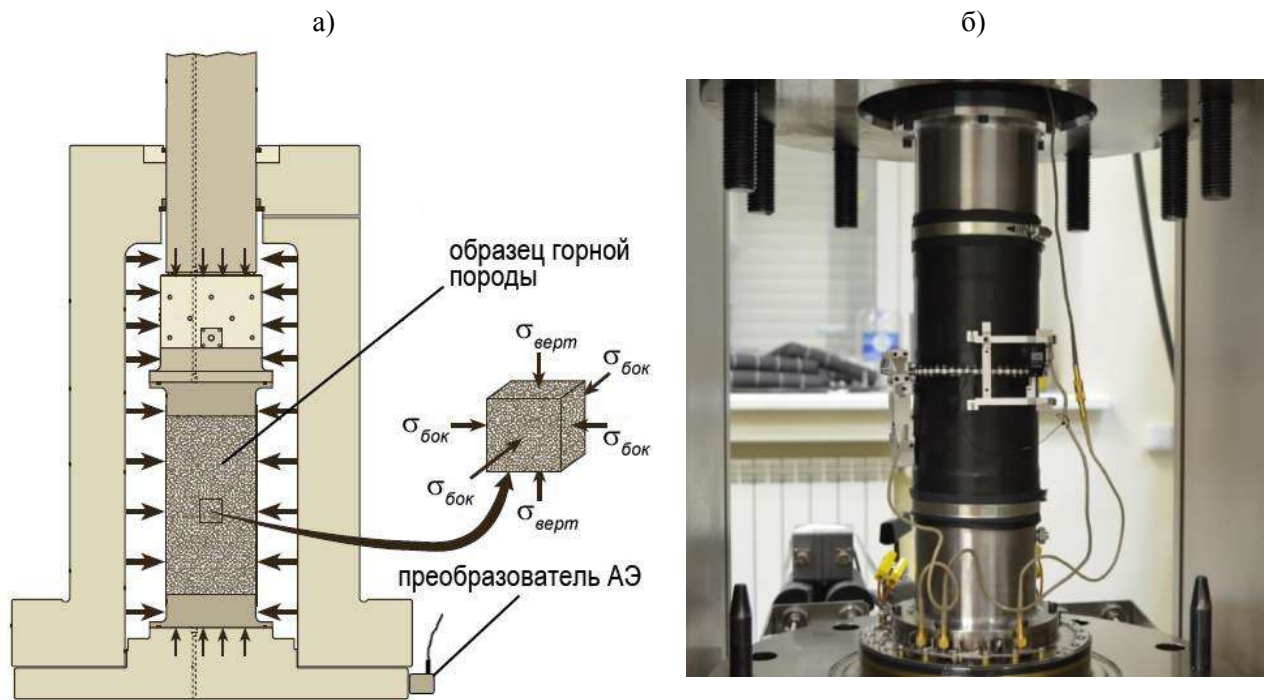 а)
б)
образец горной
породы
σверт
σбок
σбок
σбок
σбок
σверт
преобразователь АЭ